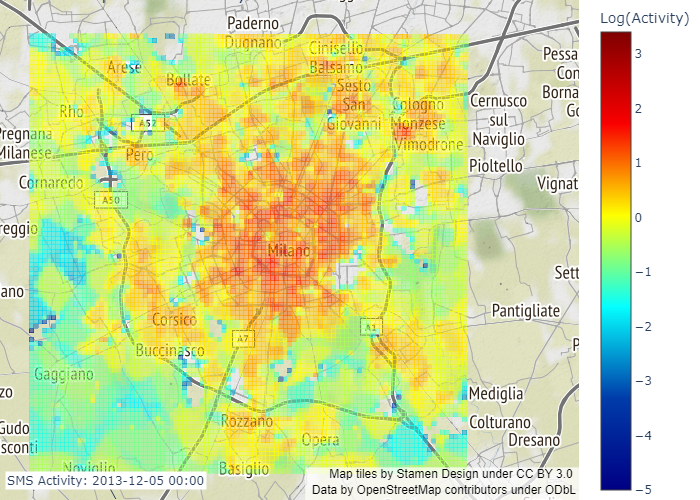 Log(Activity)
3
2
1
0
−1
−2
−3
−4
−5
Paderno
Dugnano
Cinisello
Balsamo
Arese
Bollate
Sesto
San
Giovanni
Rho
A52
Cologno
Monzese
Vimodrone
Pessa
Con
Borna
Go
Cernusco
sul
Naviglio
Pregnana
Milanese
Pero
Pioltello
Cornaredo
Vignat
A50
reggio
Milano
Sett
ano
Pantigliate
Corsico
A1
A7
Buccinasco
P
Gaggiano
zo
Mediglia
Rozzano
Colturano
Gudo
Dresano
sconti
Opera
Noviglio
Basiglio
SMS Activity: 2013-12-05 00:00
Map tiles by Stamen Design under CC BY 3.0
Data by OpenStreetMap contributors under ODbL